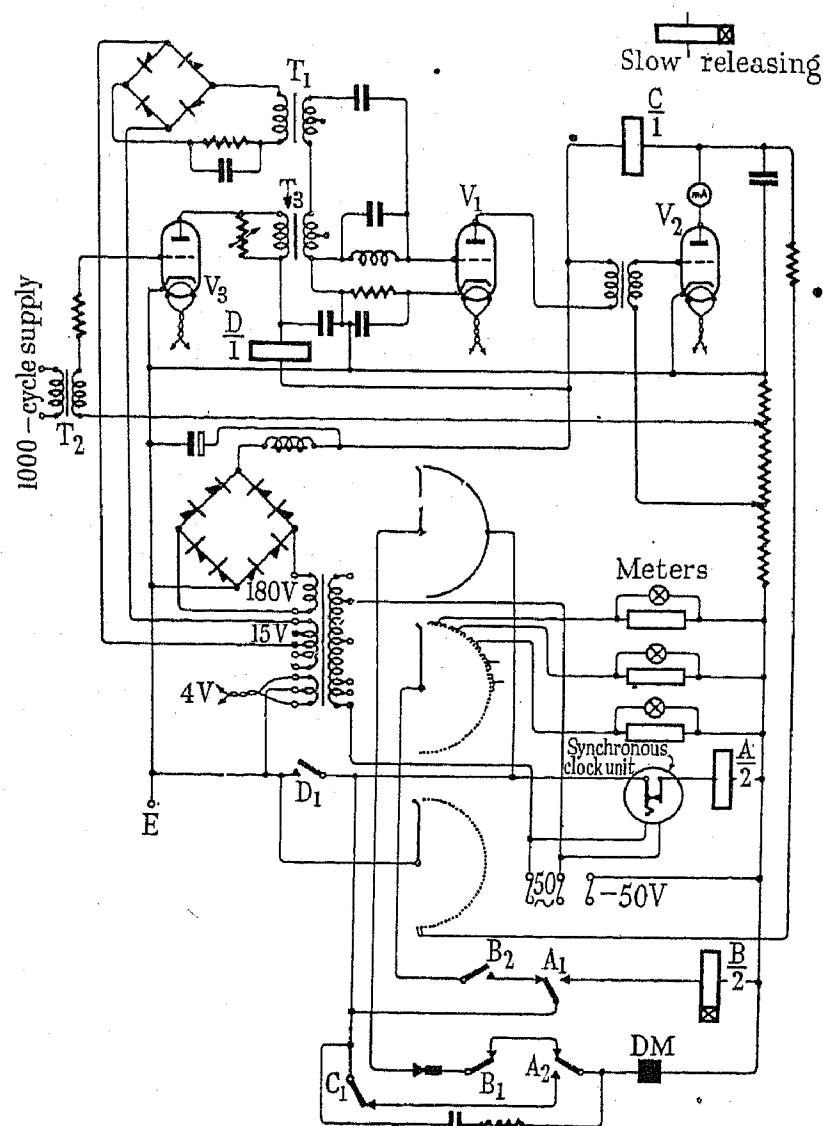 Slow releasing
T1
C
1
T3
V1
mA
V2
V3
D
1
1000-cycle supply
T2
Meters
180V
15V
4V
Synchronous
clock unit
A
2
D1
E
50
~
-50V
B2
A1
B
2
DM
C1
B1
A2